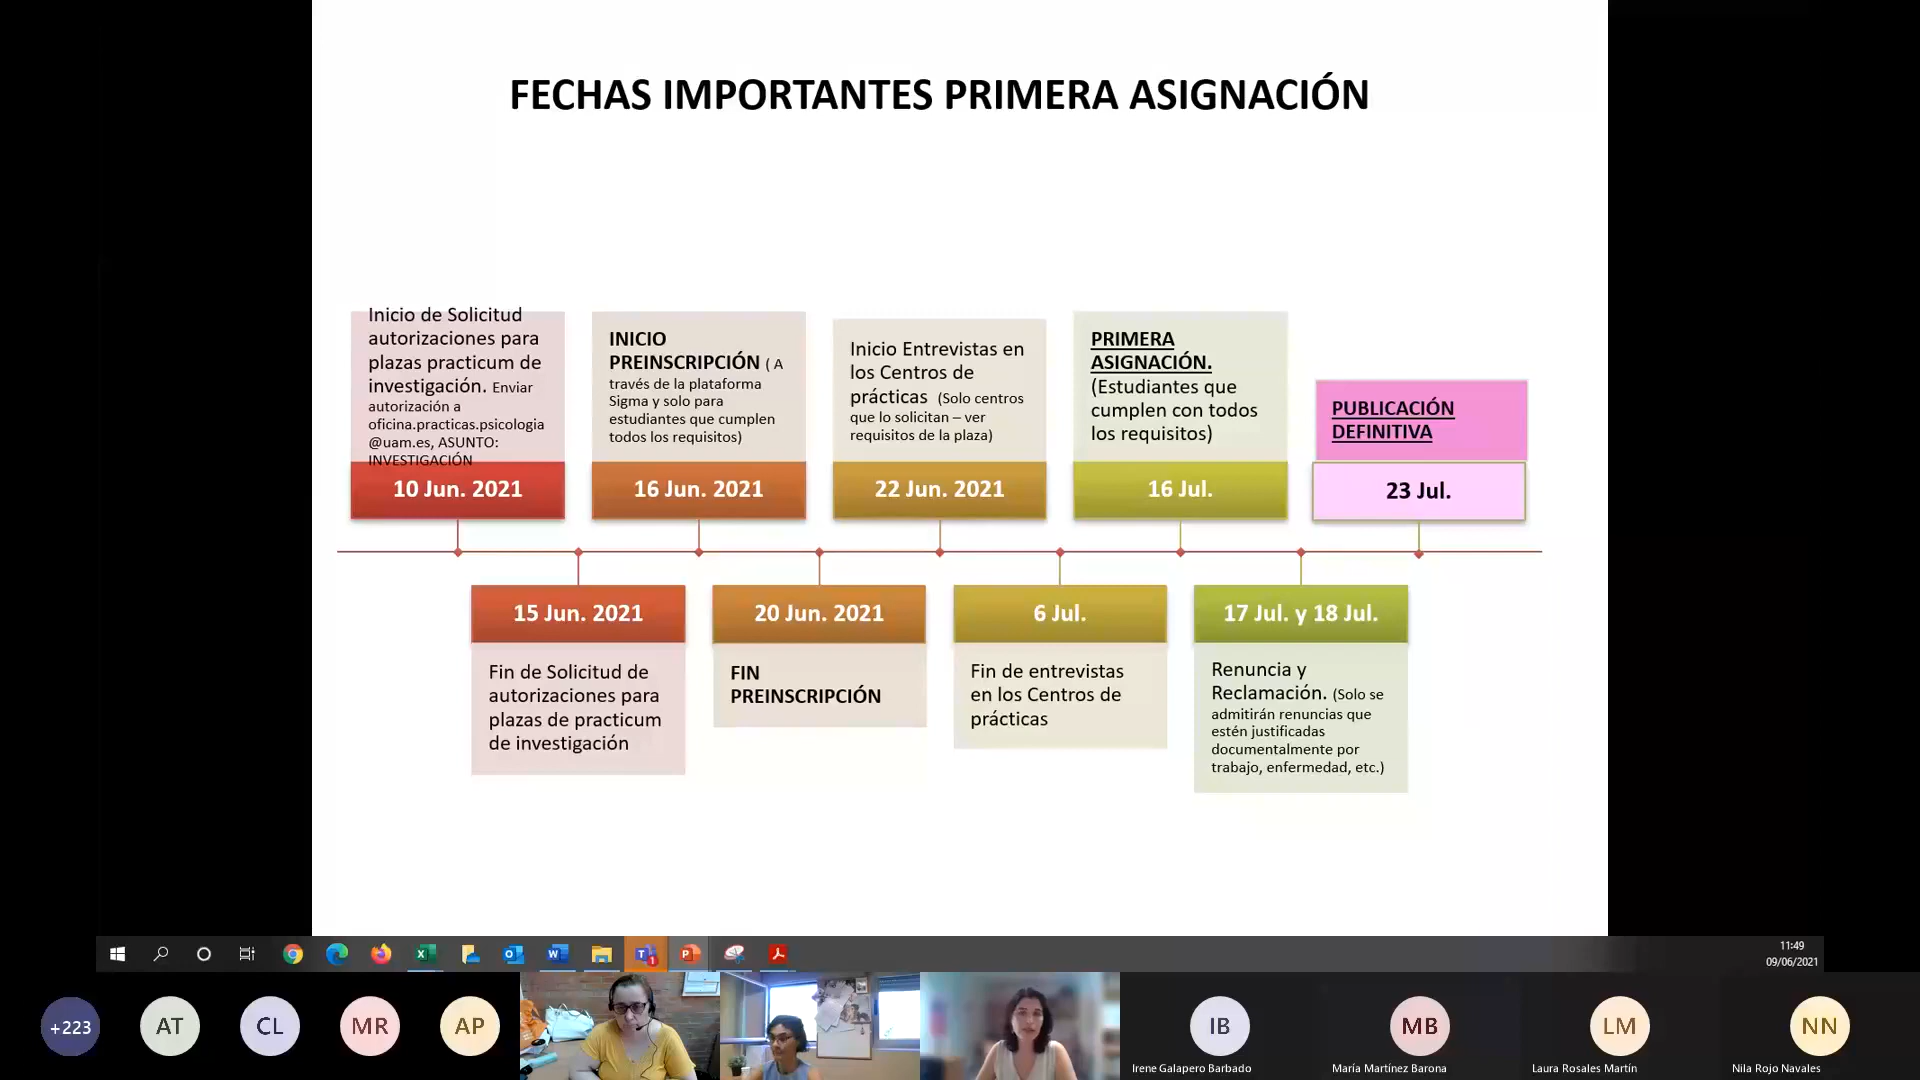 FECHAS IMPORTANTES PRIMERA ASIGNACIÓN
Inicio de Solicitud
autorizaciones para
plazas practicum de
investigación. Enviar
autorización a
oficina.practicas.psicologia
@uam.es, ASUNTO:
INVESTIGACIÓN
10 Jun. 2021
INICIO
PREINSCRIPCIÓN ( A
través de la plataforma
Sigma y solo para
estudiantes que cumplen
todos los requisitos)
16 Jun. 2021
Inicio Entrevistas en
los Centros de
prácticas (Solo centros
que lo solicitan – ver
requisitos de la plaza)
22 Jun. 2021
PRIMERA
ASIGNACIÓN.
(Estudiantes que
cumplen con todos
los requisitos)
16 Jul.
PUBLICACIÓN
DEFINITIVA
23 Jul.
15 Jun. 2021
Fin de Solicitud de
autorizaciones para
plazas de practicum
de investigación
20 Jun. 2021
FIN
PREINSCRIPCIÓN
6 Jul.
Fin de entrevistas
en los Centros de
prácticas
17 Jul. y 18 Jul.
Renuncia y
Reclamación. (Solo se
admitirán renuncias que
estén justificadas
documentalmente por
trabajo, enfermedad, etc.)
11:49
09/06/2021
+223
AT
CL
MR
AP
IB
Irene Galapero Barbado
MB
María Martínez Barona
LM
Laura Rosales Martín
NN
Nila Rojo Navales